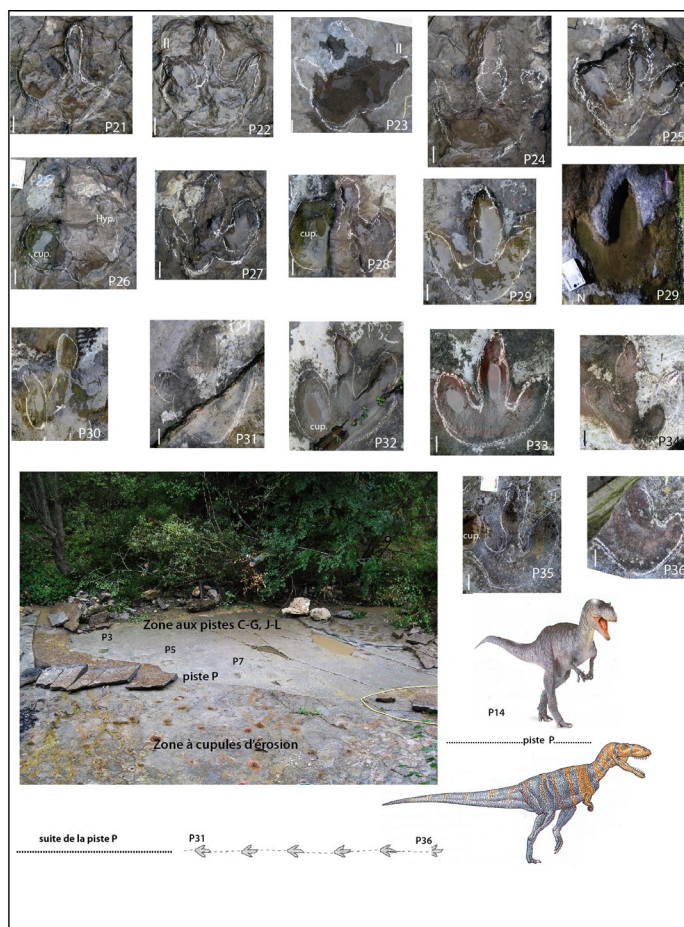 P21
II
P22
II
P23
P24
P25
Hyp.
cup.
P26
P27
cup.
P28
P29
N
P29
P30
P31
cup.
P32
P33
P34
cup.
P35
P36
Zone aux pistes C-G, J-L
P3
P5
P7
piste P
Zone à cupules d'érosion
P14
piste P
suite de la piste P
P31
P36